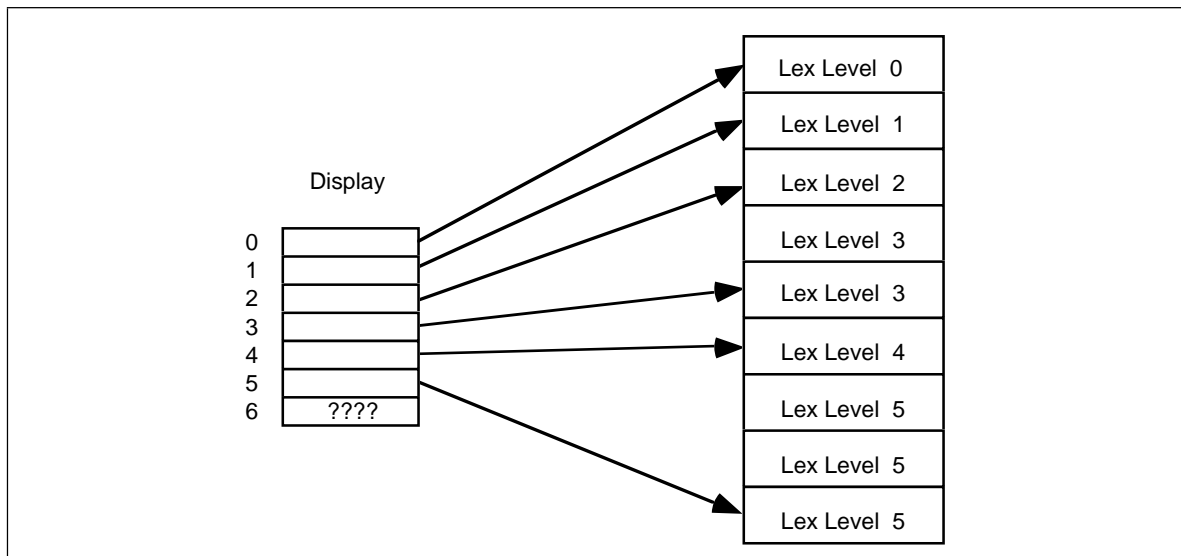 Display
0
1
2
3
4
5
6 ????
Lex Level 0
Lex Level 1
Lex Level 2
Lex Level 3
Lex Level 3
Lex Level 4
Lex Level 5
Lex Level 5
Lex Level 5